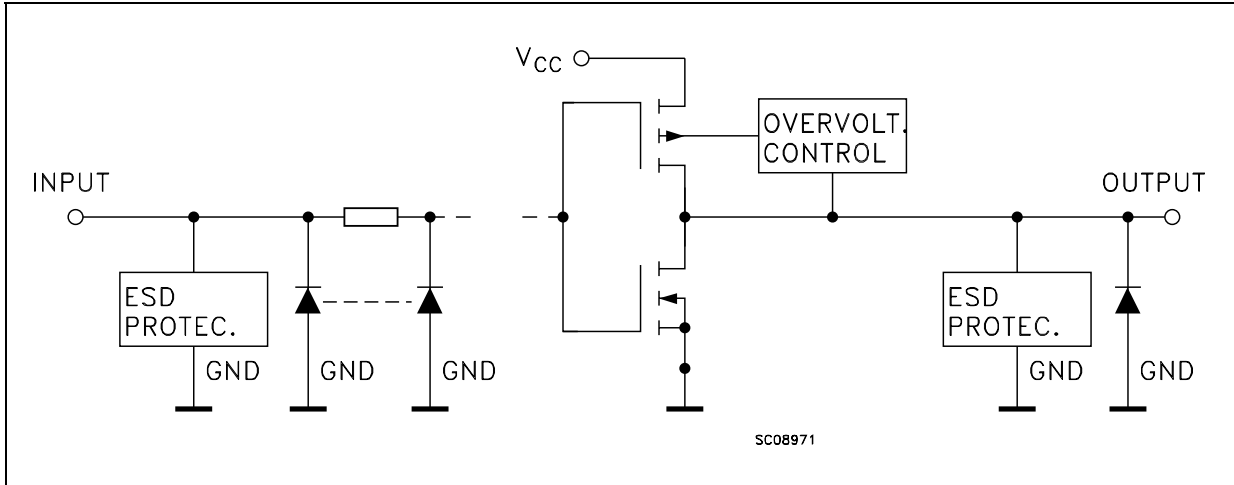 VCC
OVERVOLT.
CONTROL
INPUT
OUTPUT
ESD
PROTEC.
ESD
PROTEC.
GND
GND
GND
GND
GND
SC08971